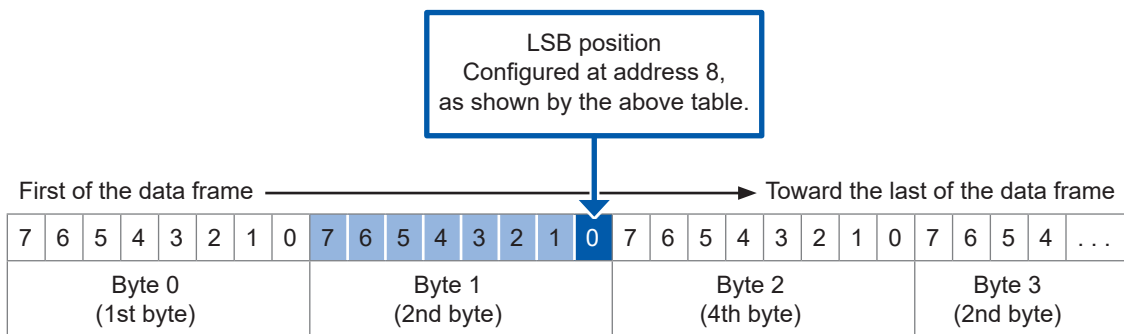 LSB position
Configured at address 8,
as shown by the above table.
First of the data frame Toward the last of the data frame
7 6 5 4 3 2 1 0 7 6 5 4 3 2 1 0 7 6 5 4 3 2 1 0 7 6 5 4 ...
Byte 0 Byte 1 Byte 2 Byte 3
(1st byte) (2nd byte) (4th byte) (2nd byte)